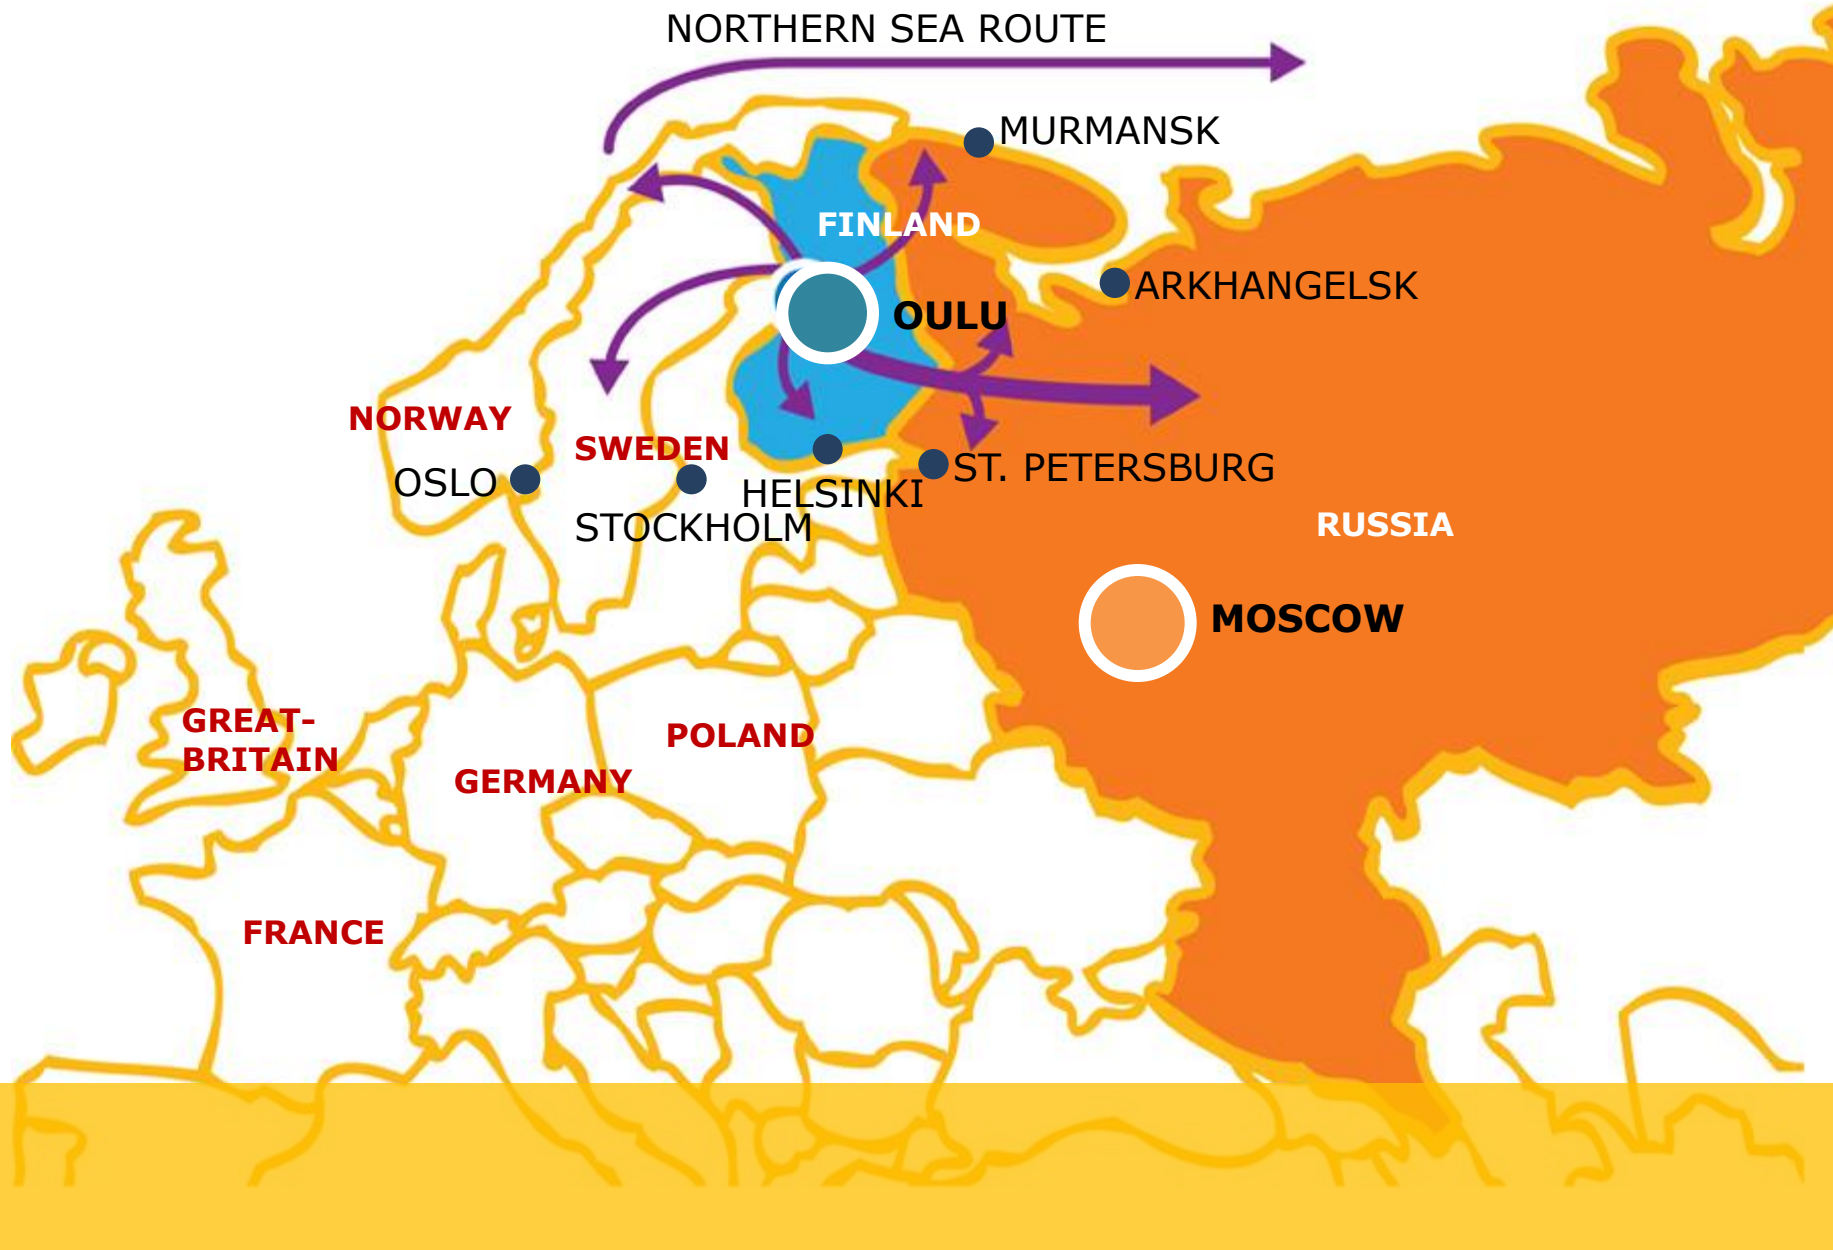 NORTHERN SEA ROUTE
MURMANSK
FINLAND
ARKHANGELSK
OULU
NORWAY
SWEDEN
OSLO
ST. PETERSBURG
HELSINKI
STOCKHOLM
RUSSIA
MOSCOW
GREAT-
BRITAIN
POLAND
GERMANY
FRANCE